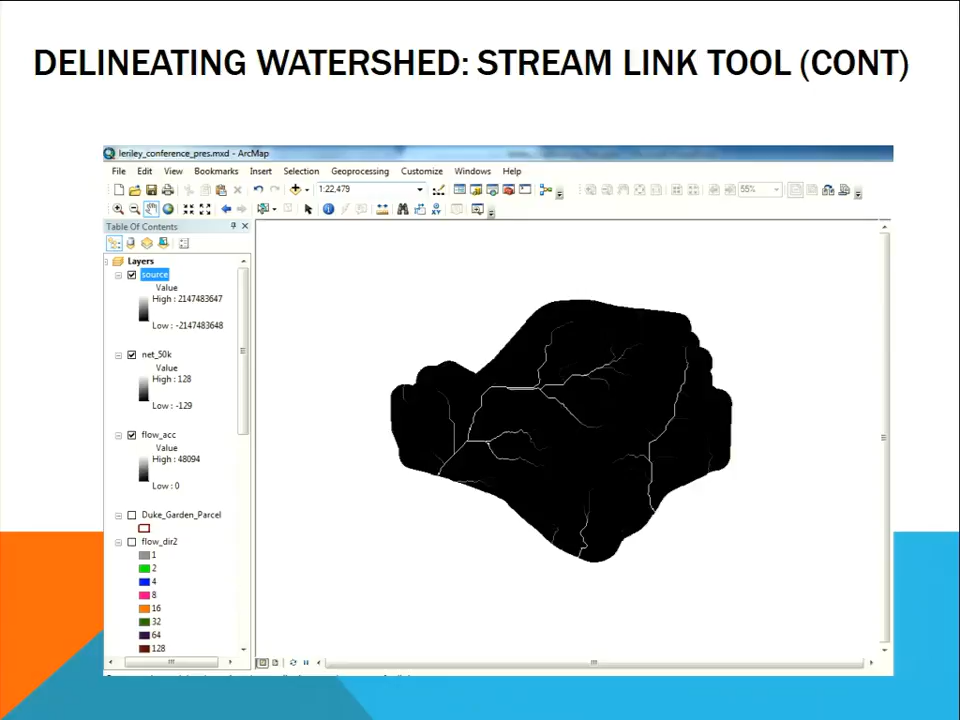 DELINEATING WATERSHED: STREAM LINK TOOL (CONT)
leriley_conference_pres.mxd - ArcMap
File Edit View Bookmarks Insert Selection Geoprocessing Customize Windows Help
1:22,479
55%
Table Of Contents
Layers
source
Value
High : 2147483647
Low : -2147483648
net_50k
Value
High : 128
Low : -129
flow_acc
Value
High : 48094
Low : 0
Duke_Garden_Parcel
flow_dir2
1
2
4
8
16
32
64
128